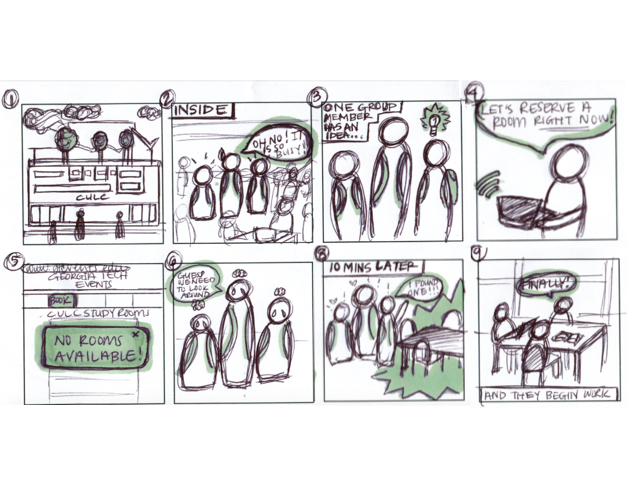 1
CULC
2
INSIDE
OH NO! IT
IS SO
BUSY!
3
ONE GROUP
MEMBER
HAS AN
IDEA...
4
LET'S RESERVE A
ROOM RIGHT NOW!
5
GEORGIA TECH
EVENTS
BOOK
CULC STUDY ROOMS
X
NO ROOMS
AVAILABLE!
6
GUESS
WE NEED
TO LOOK
AROUND
8
10 MINS LATER
I FOUND
ONE!!!
9
FINALLY!
AND THEY BEGIN WORK